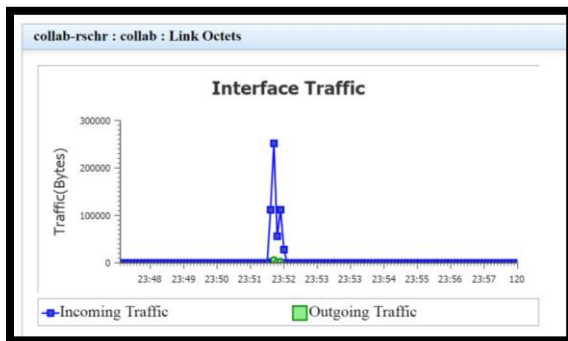 collab-rschr : collab : Link Octets
Interface Traffic
Traffic(Bytes)
300000
200000
100000
0
23:48 23:49 23:50 23:51 23:52 23:53 23:53 23:54 23:55 23:56 23:57 120
Incoming Traffic Outgoing Traffic